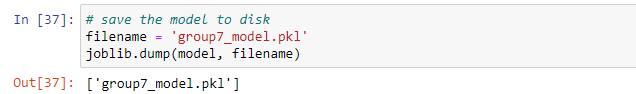 In [37]: # save the model to disk
filename = 'group7_model.pkl'
joblib.dump(model, filename)
Out[37]: ['group7_model.pkl']